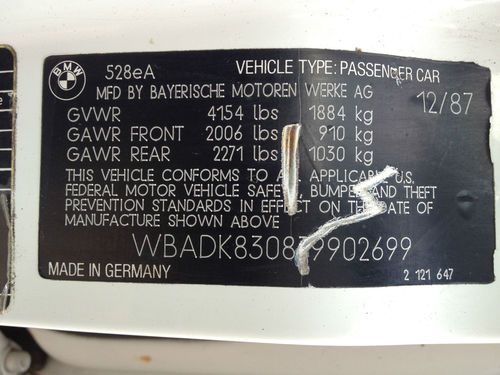 BMW 528eA VEHICLE TYPE: PASSENGER CAR
MFD BY BAYERISCHE MOTOREN WERKE AG 12/87
GVWR 4154 lbs 1884 kg
GAWR FRONT 2006 lbs 910 kg
GAWR REAR 2271 lbs 1030 kg
THIS VEHICLE CONFORMS TO ALL APPLICABLE U.S.
FEDERAL MOTOR VEHICLE SAFETY, BUMPER AND THEFT
PREVENTION STANDARDS IN EFFECT ON THE DATE OF
MANUFACTURE SHOWN ABOVE
MADE IN GERMANY 2 121 647